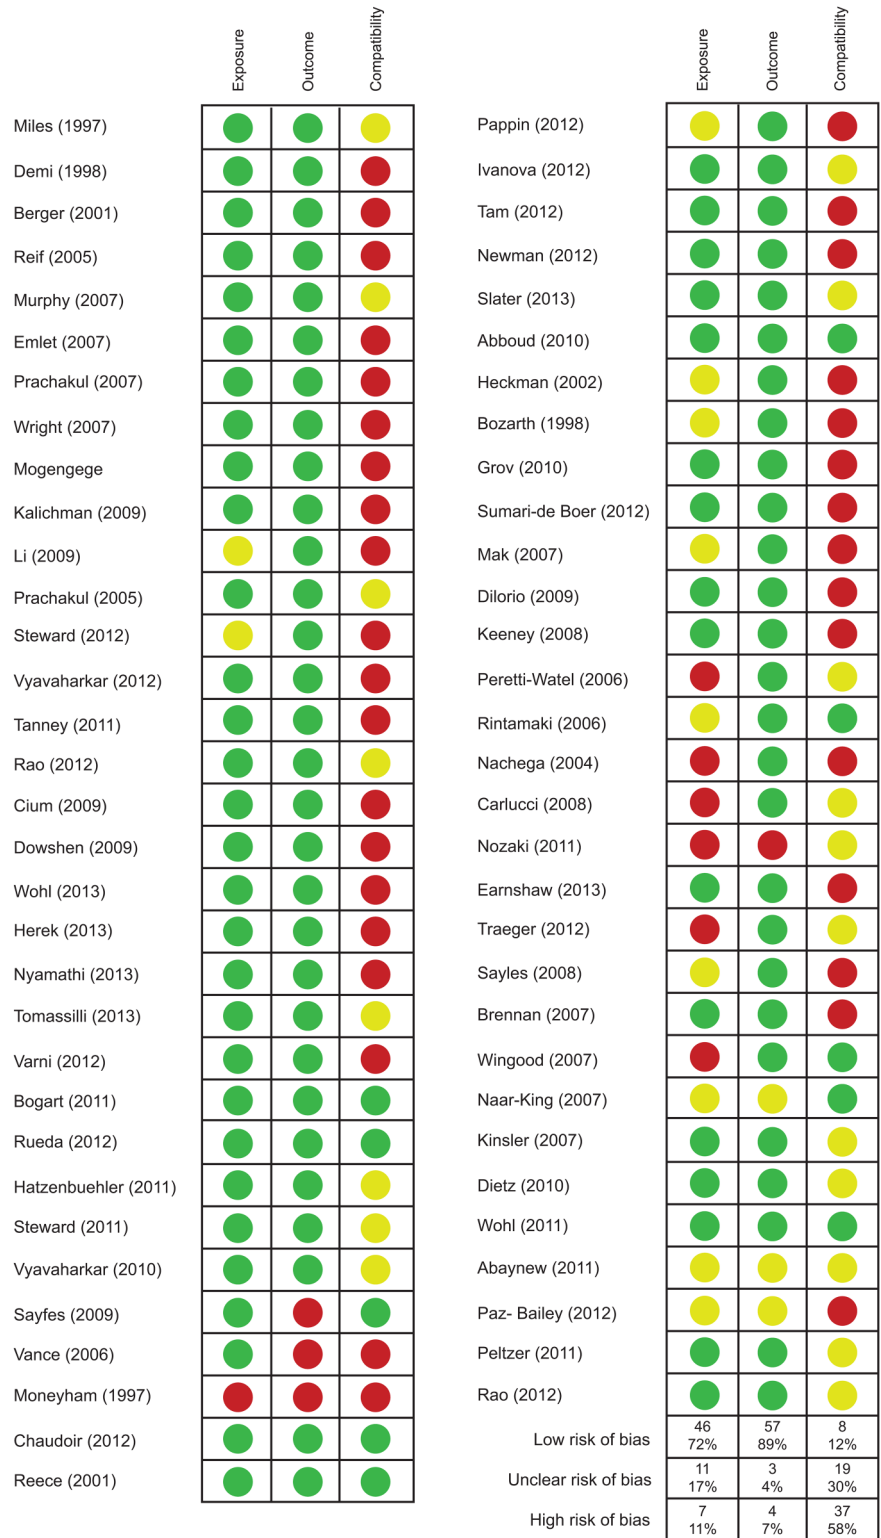 Exposure
Outcome
Compatibility
Miles (1997)
Demi (1998)
Berger (2001)
Reif (2005)
Murphy (2007)
Emlet (2007)
Prachakul (2007)
Wright (2007)
Mogengege
Kalichman (2009)
Li (2009)
Prachakul (2005)
Steward (2012)
Vyavaharkar (2012)
Tanney (2011)
Rao (2012)
Cium (2009)
Dowshen (2009)
Wohl (2013)
Herek (2013)
Nyamathi (2013)
Tomassilli (2013)
Varni (2012)
Bogart (2011)
Rueda (2012)
Hatzenbuehler (2011)
Steward (2011)
Vyavaharkar (2010)
Sayfes (2009)
Vance (2006)
Moneyham (1997)
Chaudoir (2012)
Reece (2001)
Exposure
Outcome
Compatibility
Pappin (2012)
Ivanova (2012)
Tam (2012)
Newman (2012)
Slater (2013)
Abboud (2010)
Heckman (2002)
Bozarth (1998)
Grov (2010)
Sumari-de Boer (2012)
Mak (2007)
Dilorio (2009)
Keeney (2008)
Peretti-Watel (2006)
Rintamaki (2006)
Nachega (2004)
Carlucci (2008)
Nozaki (2011)
Earnshaw (2013)
Traeger (2012)
Sayles (2008)
Brennan (2007)
Wingood (2007)
Naar-King (2007)
Kinsler (2007)
Dietz (2010)
Wohl (2011)
Abaynew (2011)
Paz- Bailey (2012)
Peltzer (2011)
Rao (2012)
Low risk of bias
46 57 8
72% 89% 12%
Unclear risk of bias
11 3 19
17% 4% 30%
High risk of bias
7 4 37
11% 7% 58%